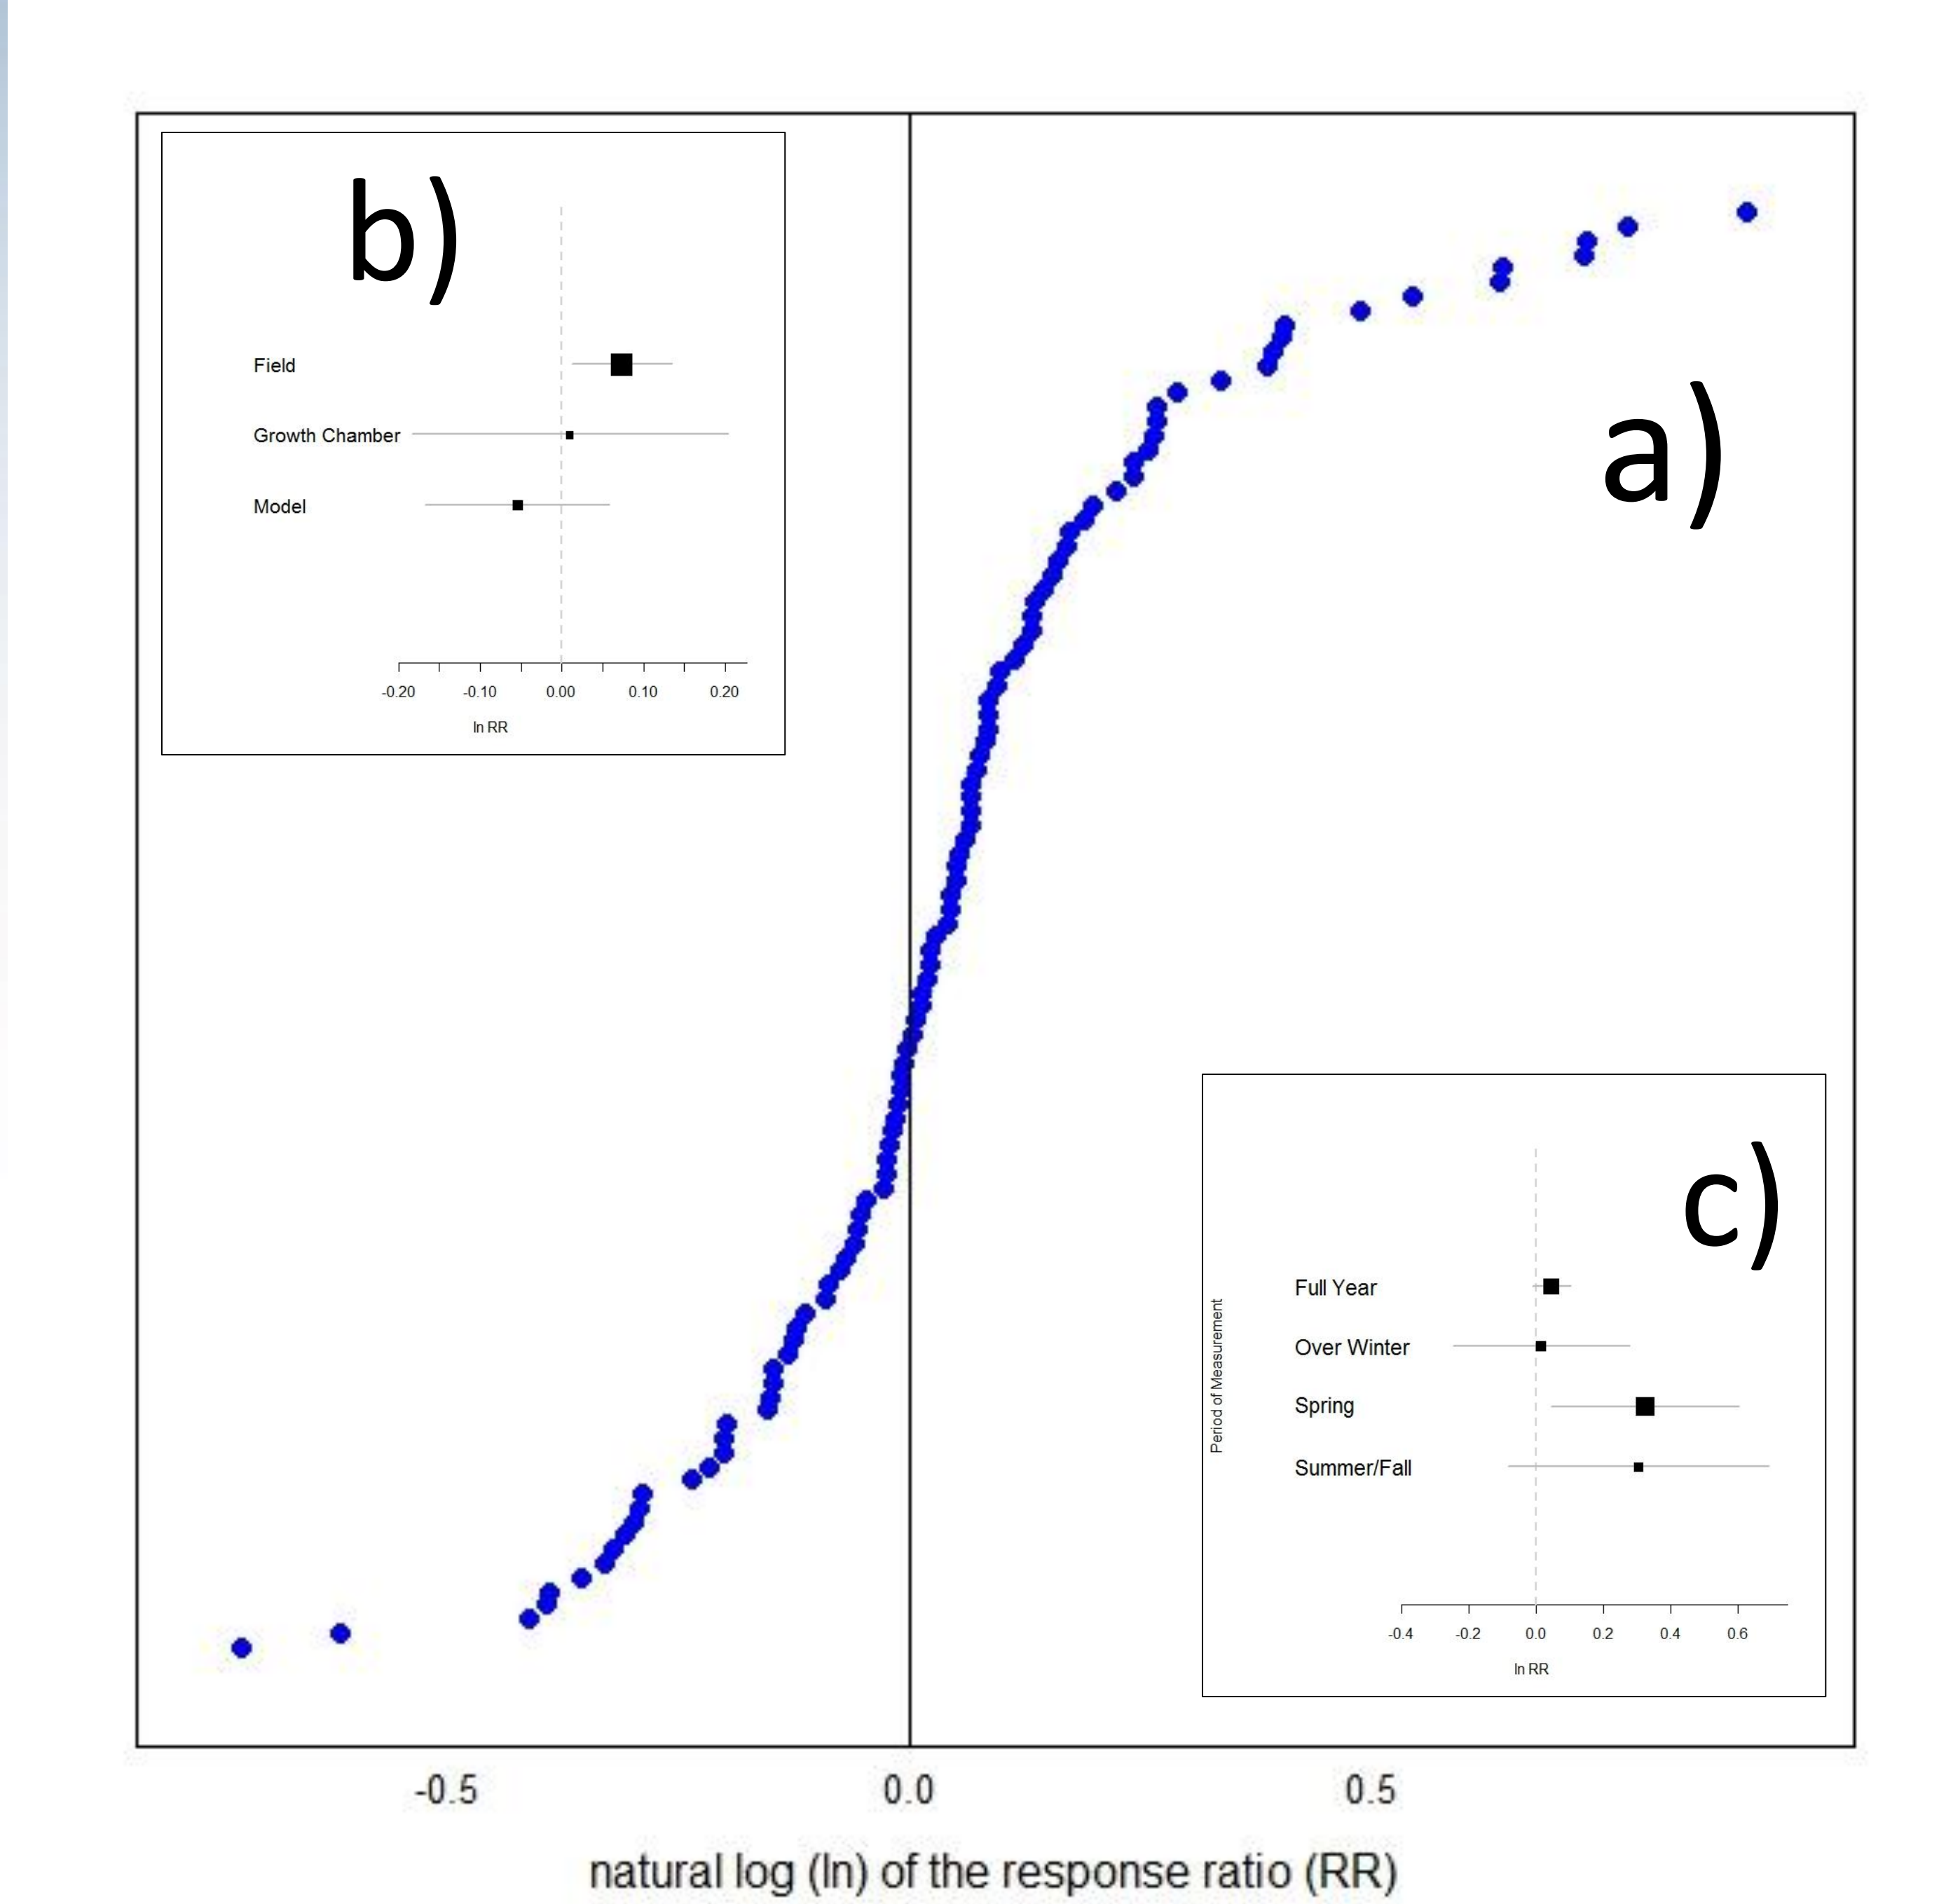 b)
Field
Growth Chamber
Model
-0.20 -0.10 0.00 0.10 0.20
ln RR
a)
c)
Period of Measurement
Full Year
Over Winter
Spring
Summer/Fall
-0.4 -0.2 0.0 0.2 0.4 0.6
ln RR
-0.5 0.0 0.5
natural log (ln) of the response ratio (RR)